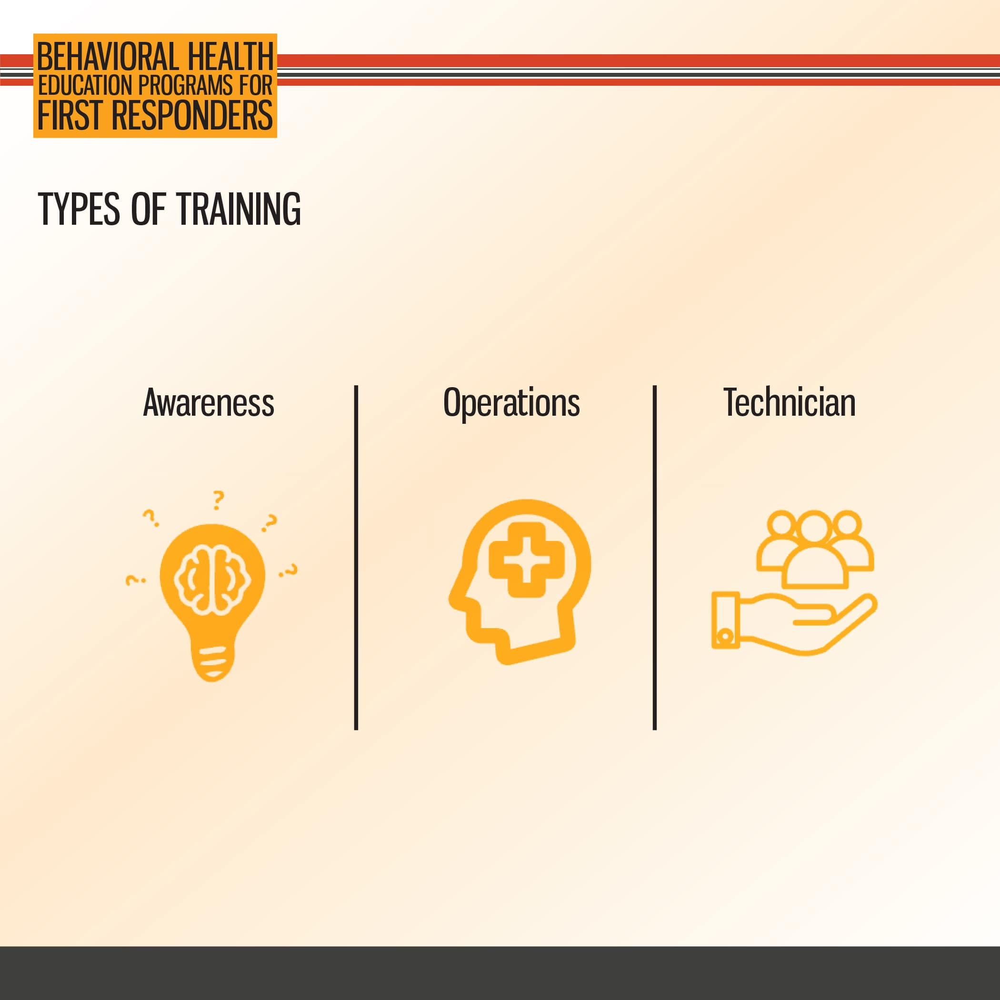 BEHAVIORAL HEALTH
EDUCATION PROGRAMS FOR
FIRST RESPONDERS
TYPES OF TRAINING
Awareness
Operations
Technician
? ? ? ? ?